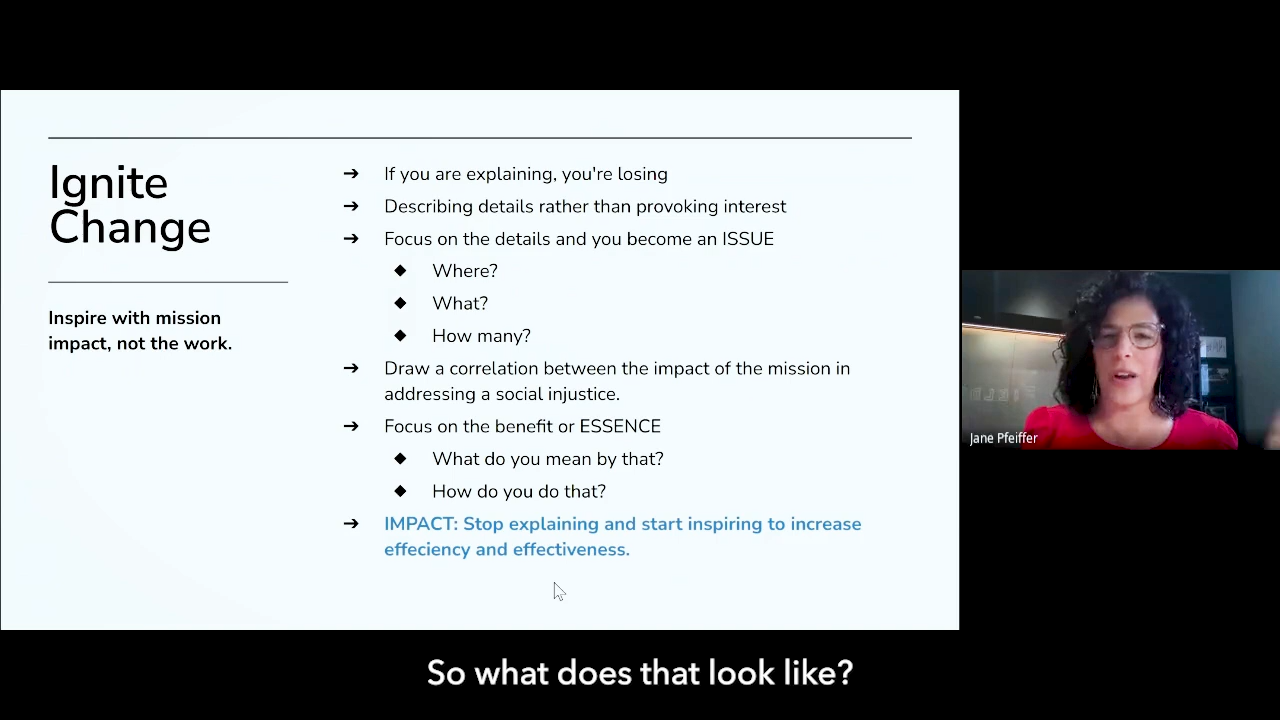 Ignite
Change
Inspire with mission
impact, not the work.
➔ If you are explaining, you're losing
➔ Describing details rather than provoking interest
➔ Focus on the details and you become an ISSUE
◆ Where?
◆ What?
◆ How many?
➔ Draw a correlation between the impact of the mission in
addressing a social injustice.
➔ Focus on the benefit or ESSENCE
◆ What do you mean by that?
◆ How do you do that?
➔ IMPACT: Stop explaining and start inspiring to increase
effeciency and effectiveness.
Jane Pfeiffer
So what does that look like?